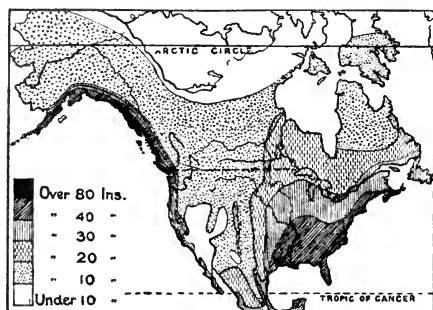 ARCTIC CIRCLE
Over 80 Ins.
" 40 "
" 30 "
" 20 "
" 10 "
Under 10 "
TROPIC OF CANCER